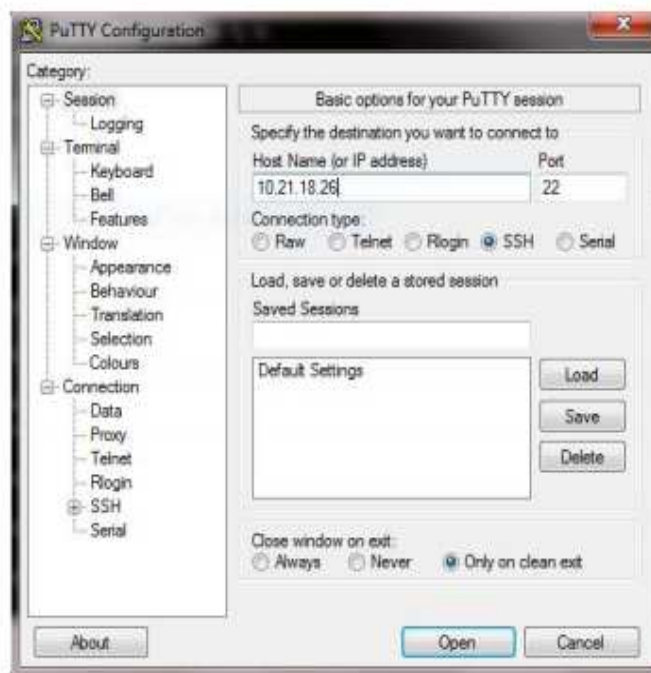 PuTTY Configuration
Category:
Session
Logging
Terminal
Keyboard
Bell
Features
Window
Appearance
Behaviour
Translation
Selection
Colours
Connection
Data
Proxy
Telnet
Rlogin
SSH
Serial
Basic options for your PuTTY session
Specify the destination you want to connect to
Host Name (or IP address) Port
10.21.18.26 22
Connection type:
Raw Telnet Rlogin SSH Serial
Load, save or delete a stored session
Saved Sessions
Default Settings
Load
Save
Delete
Close window on exit:
Always Never Only on clean exit
About Open Cancel